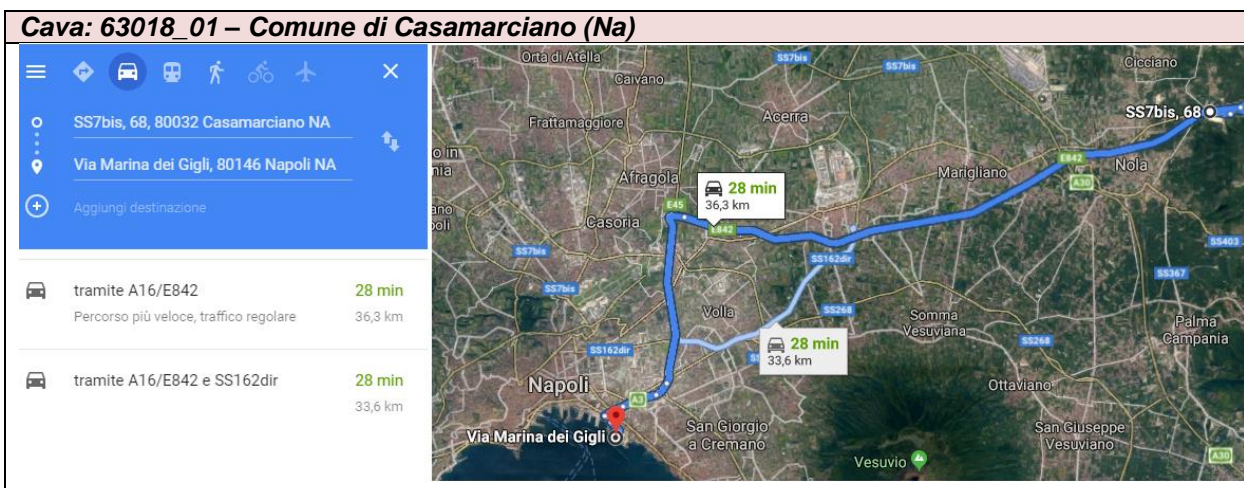 Cava: 63018_01 – Comune di Casamarciano (Na)
SS7bis, 68, 80032 Casamarciano NA
Via Marina dei Gigli, 80146 Napoli NA
Aggiungi destinazione
tramite A16/E842
28 min
Percorso più veloce, traffico regolare
36,3 km
tramite A16/E842 e SS162dir
28 min
33,6 km
Orta di Atella
SS7bis
SS7bis
Cicciano
Caivano
SS7bis, 68
Frattamaggiore
Acerra
E842
Marigliano
Nola
A30
Afragola
28 min
36,3 km
E45
Casoria
E842
SS403
SS7bis
SS162dir
SS367
SS7bis
Volla
SS268
Somma
Vesuviana
SS268
Palma
Campania
28 min
33,6 km
SS162dir
Napoli
Ottaviano
A3
San Giorgio
a Cremano
San Giuseppe
Vesuviano
Via Marina dei Gigli
Vesuvio
A30